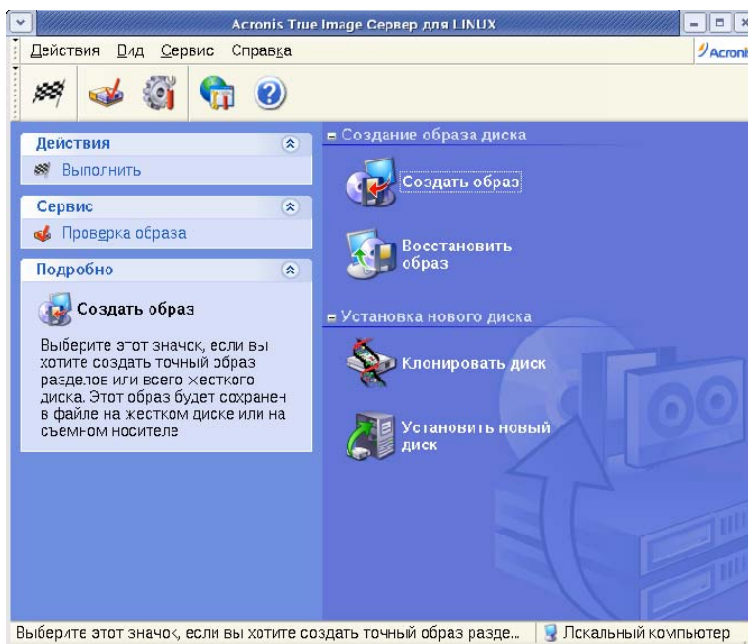 Acronis True Image Сервер для LINUX
Действия Вид Сервис Справка
Acronis
Действия
Выполнить
Сервис
Проверка образа
Подробно
Создать образ
Выберите этот значок, если вы
хотите создать точный образ
разделов или всего жесткого
диска. Этот образ будет сохранен
в файле на жестком диске или на
съемном носителе
Создание образа диска
Создать образ
Восстановить
образ
Установка нового диска
Клонировать диск
Установить новый
диск
Выберите этот значок, если вы хотите создать точный образ разде...
Локальный компьютер